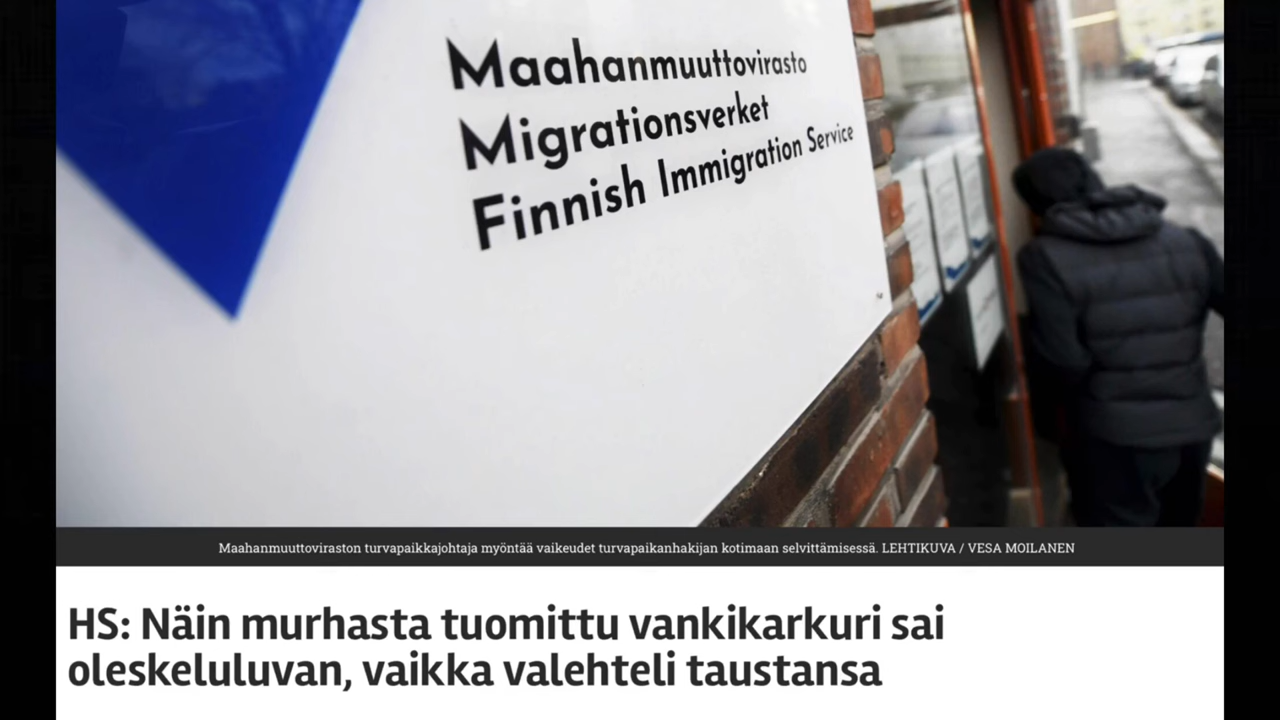 Maahanmuuttovirasto
Migrationsverket
Finnish Immigration Service
Maahanmuuttoviraston turvapaikkajohtaja myöntää vaikeudet turvapaikanhakijan kotimaan selvittämisessä. LEHTIKUVA / VESA MOILANEN
HS: Näin murhasta tuomittu vankikarkuri sai
oleskeluluvan, vaikka valehteli taustansa